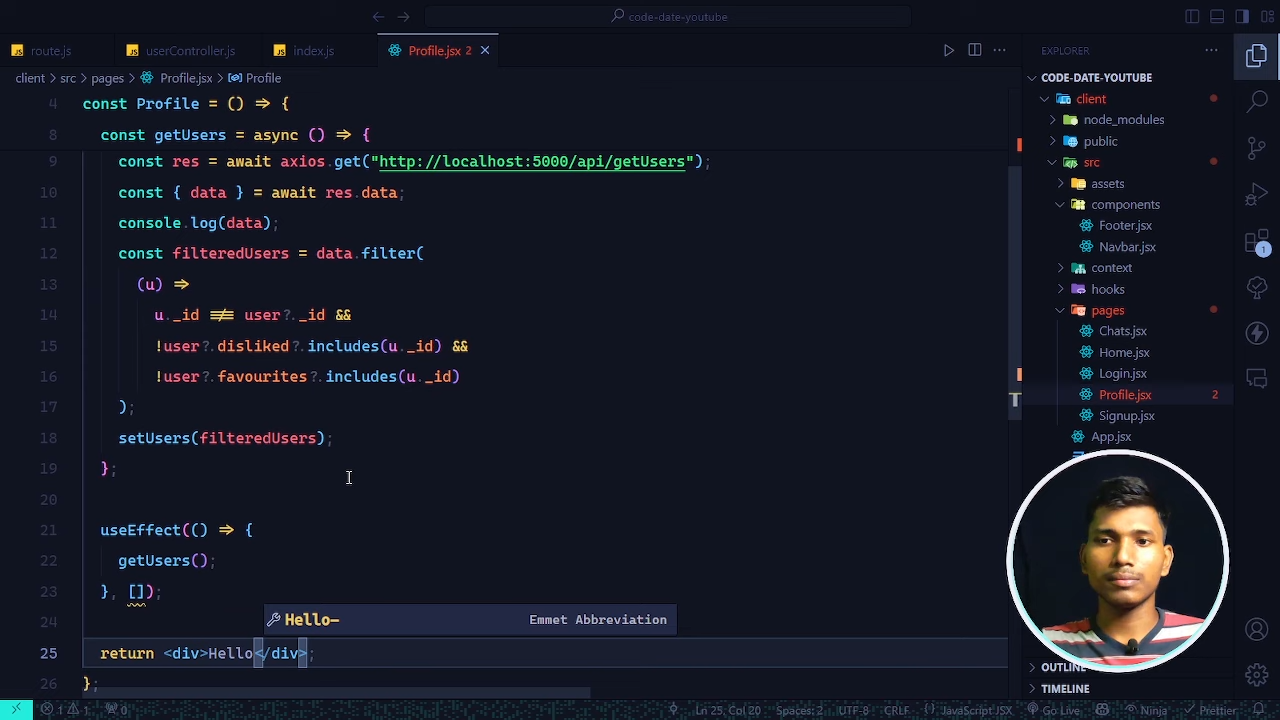 code-date-youtube
route.js
userController.js
index.js
Profile.jsx 2
client > src > pages > Profile.jsx > Profile
4 const Profile = () => {
8 const getUsers = async () => {
9 const res = await axios.get("http://localhost:5000/api/getUsers");
10 const { data } = await res.data;
11 console.log(data);
12 const filteredUsers = data.filter(
13 (u) =>
14 u._id !== user?._id &&
15 !user?.disliked?.includes(u._id) &&
16 !user?.favourites?.includes(u._id)
17 );
18 setUsers(filteredUsers);
19 };
20
21 useEffect(() => {
22 getUsers();
23 }, []);
24
Hello- Emmet Abbreviation
25 return <div>Hello</div>;
26 };
EXPLORER
CODE-DATE-YOUTUBE
client
node_modules
public
src
assets
components
Footer.jsx
Navbar.jsx
context
hooks
pages
Chats.jsx
Home.jsx
Login.jsx
Profile.jsx 2
Signup.jsx
App.jsx
OUTLINE
TIMELINE
1
1 1 0
Ln 25, Col 20 Spaces: 2 UTF-8 CRLF {} JavaScript JSX Go Live Ninja Prettier